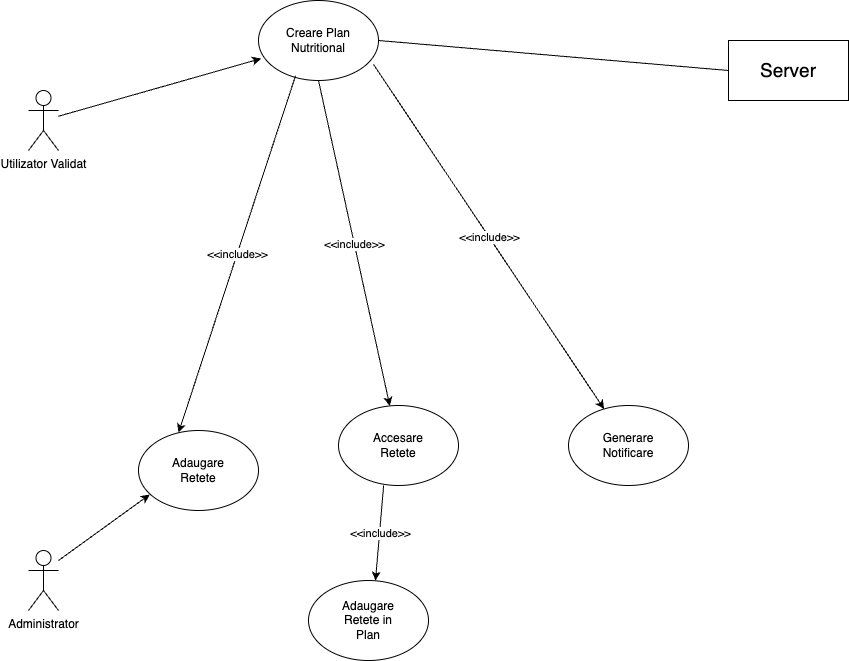 Creare Plan
Nutritional
Server
Utilizator Validat
<<include>>
<<include>>
<<include>>
Adaugare
Retete
Accesare
Retete
Generare
Notificare
<<include>>
Administrator
Adaugare
Retete in
Plan